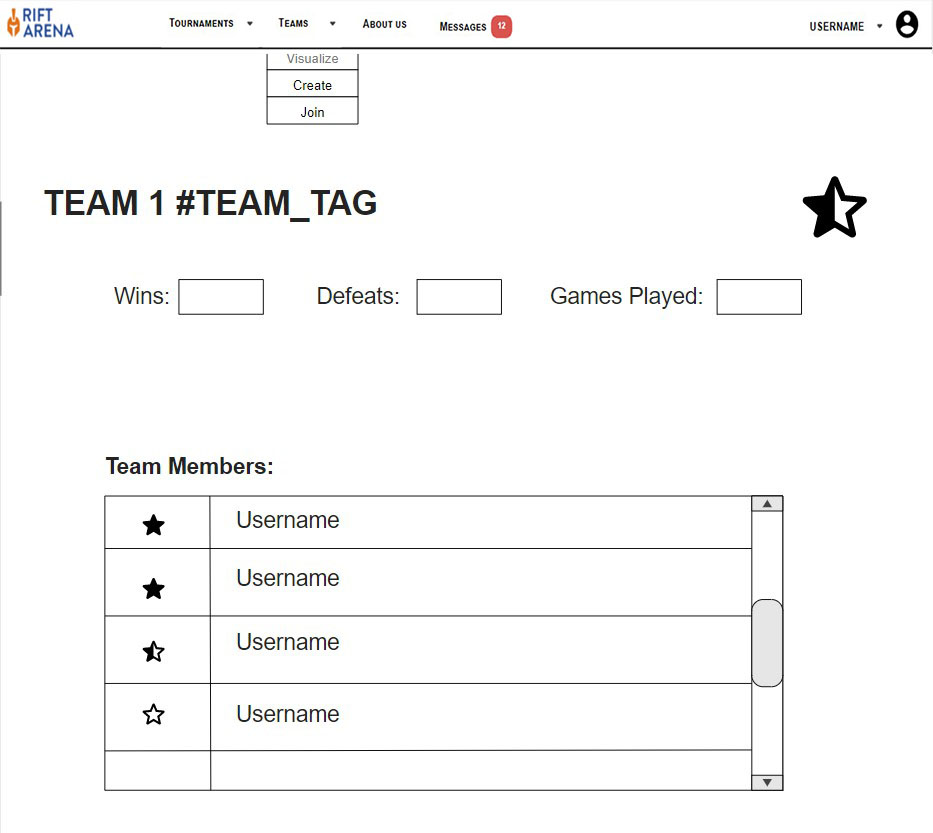 RIFT
ARENA
TOURNAMENTS TEAMS ABOUT US MESSAGES 12 USERNAME
Visualize
Create
Join
TEAM 1 #TEAM_TAG
Wins: Defeats: Games Played:
Team Members:
Username
Username
Username
Username